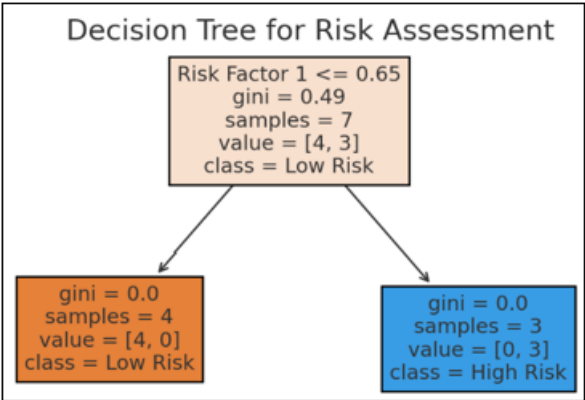 Decision Tree for Risk Assessment
Risk Factor 1 <= 0.65
gini = 0.49
samples = 7
value = [4, 3]
class = Low Risk
gini = 0.0
samples = 4
value = [4, 0]
class = Low Risk
gini = 0.0
samples = 3
value = [0, 3]
class = High Risk